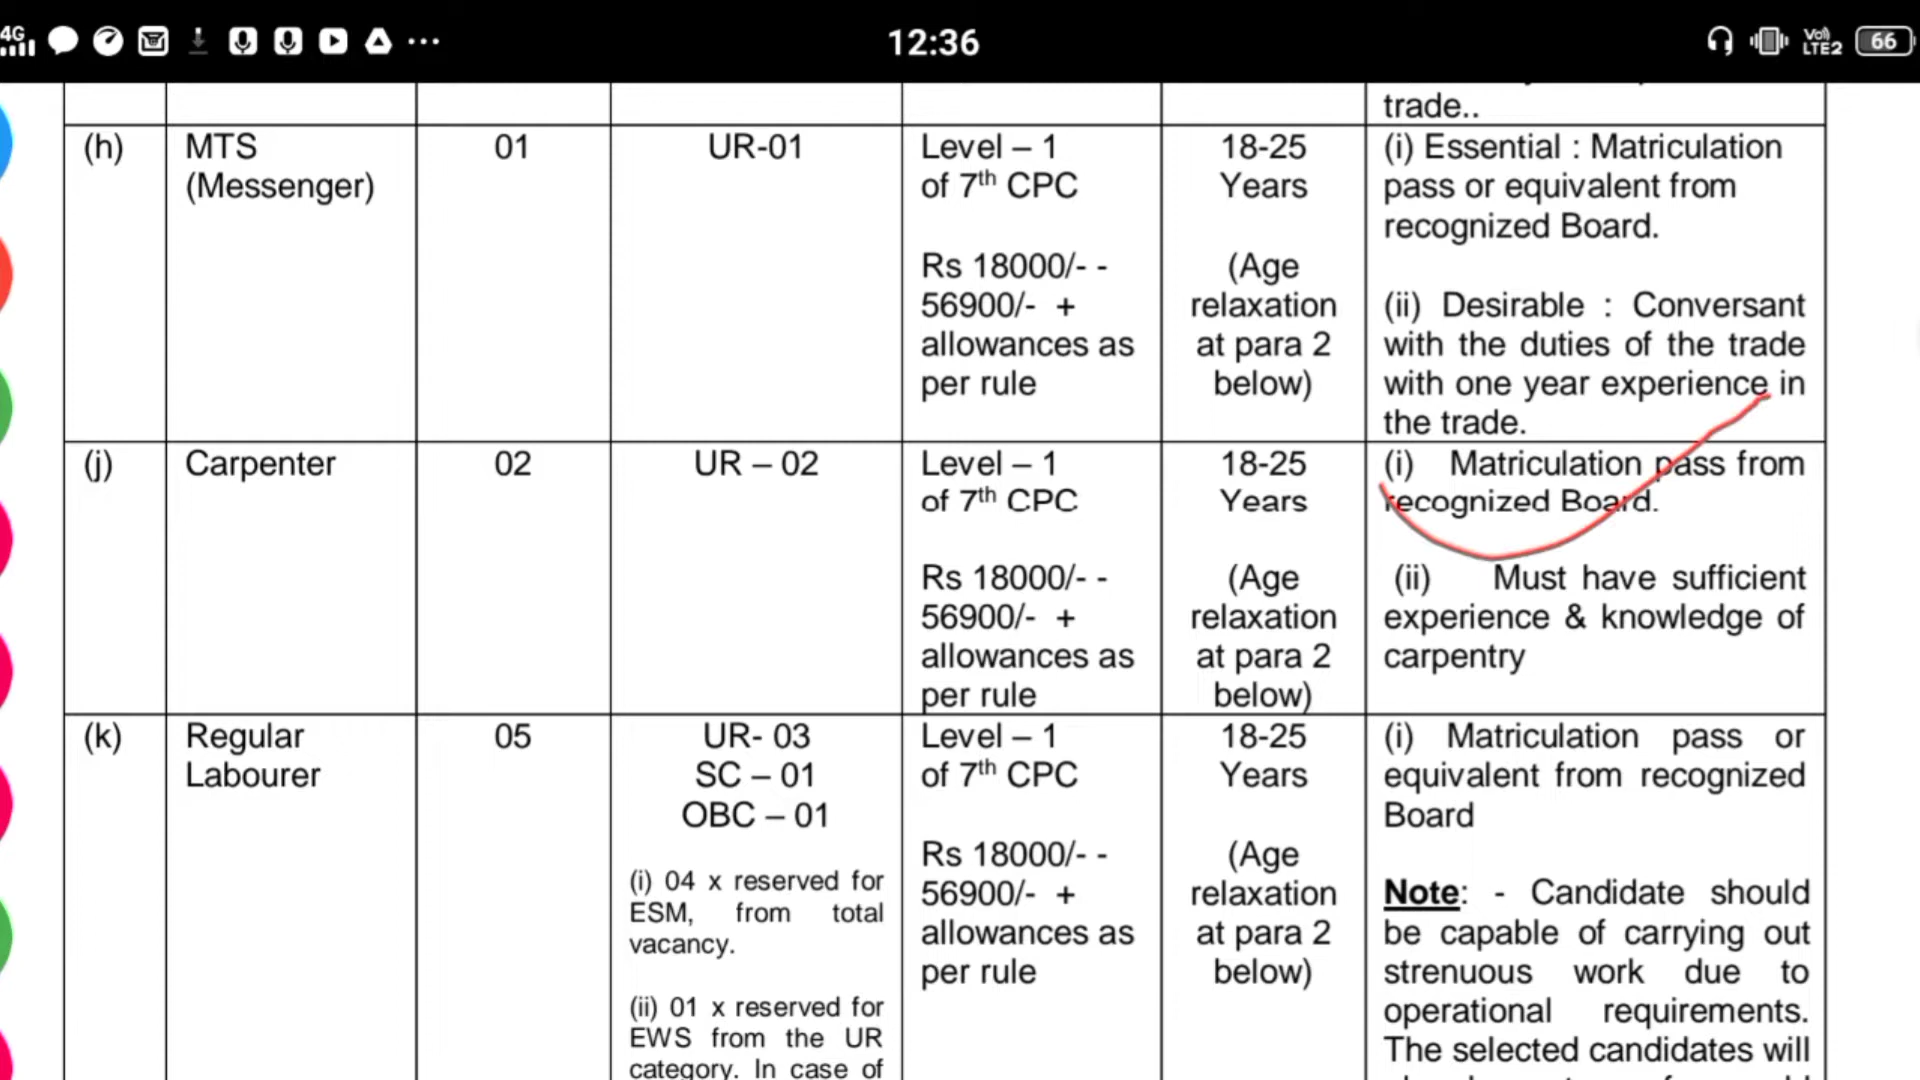 4G
12:36
Vo)
LTE2
66
trade..
(h)
MTS
(Messenger)
01
UR-01
Level – 1
of 7th CPC
Rs 18000/- -
56900/- +
allowances as
per rule
18-25
Years
(Age
relaxation
at para 2
below)
(i) Essential : Matriculation
pass or equivalent from
recognized Board.
(ii) Desirable : Conversant
with the duties of the trade
with one year experience in
the trade.
(j)
Carpenter
02
UR – 02
Level – 1
of 7th CPC
Rs 18000/- -
56900/- +
allowances as
per rule
18-25
Years
(Age
relaxation
at para 2
below)
(i) Matriculation pass from
recognized Board.
(ii) Must have sufficient
experience & knowledge of
carpentry
(k)
Regular
Labourer
05
UR- 03
SC – 01
OBC – 01
(i) 04 x reserved for
ESM, from total
vacancy.
(ii) 01 x reserved for
EWS from the UR
category. In case of
Level – 1
of 7th CPC
Rs 18000/- -
56900/- +
allowances as
per rule
18-25
Years
(Age
relaxation
at para 2
below)
(i) Matriculation pass or
equivalent from recognized
Board
Note: - Candidate should
be capable of carrying out
strenuous work due to
operational requirements.
The selected candidates will